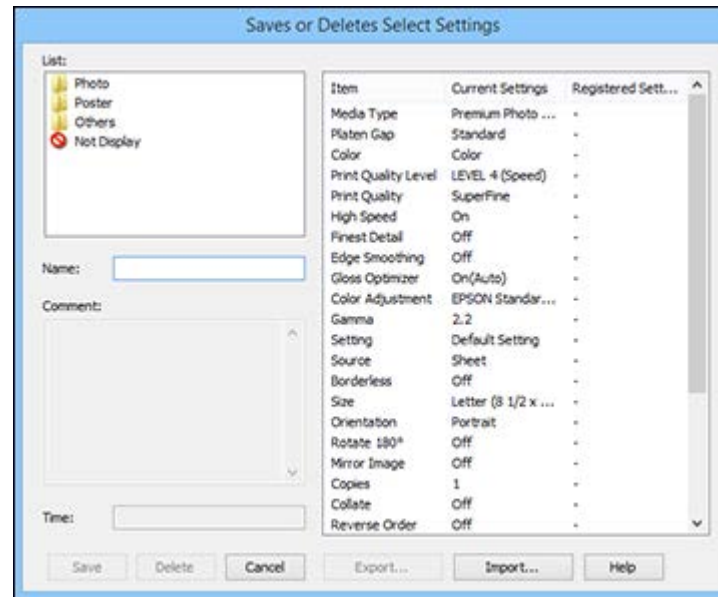 Saves or Deletes Select Settings
List:
Photo
Poster
Others
Not Display
Name:
Comment:
Time:
Item Current Settings Registered Sett...
Media Type Premium Photo ... -
Platen Gap Standard -
Color Color -
Print Quality Level LEVEL 4 (Speed) -
Print Quality SuperFine -
High Speed On -
Finest Detail Off -
Edge Smoothing Off -
Gloss Optimizer On(Auto) -
Color Adjustment EPSON Standar... -
Gamma 2.2 -
Setting Default Setting -
Source Sheet -
Borderless Off -
Size Letter (8 1/2 x ... -
Orientation Portrait -
Rotate 180° Off -
Mirror Image Off -
Copies 1 -
Collate Off -
Reverse Order Off -
Save Delete Cancel Export... Import... Help